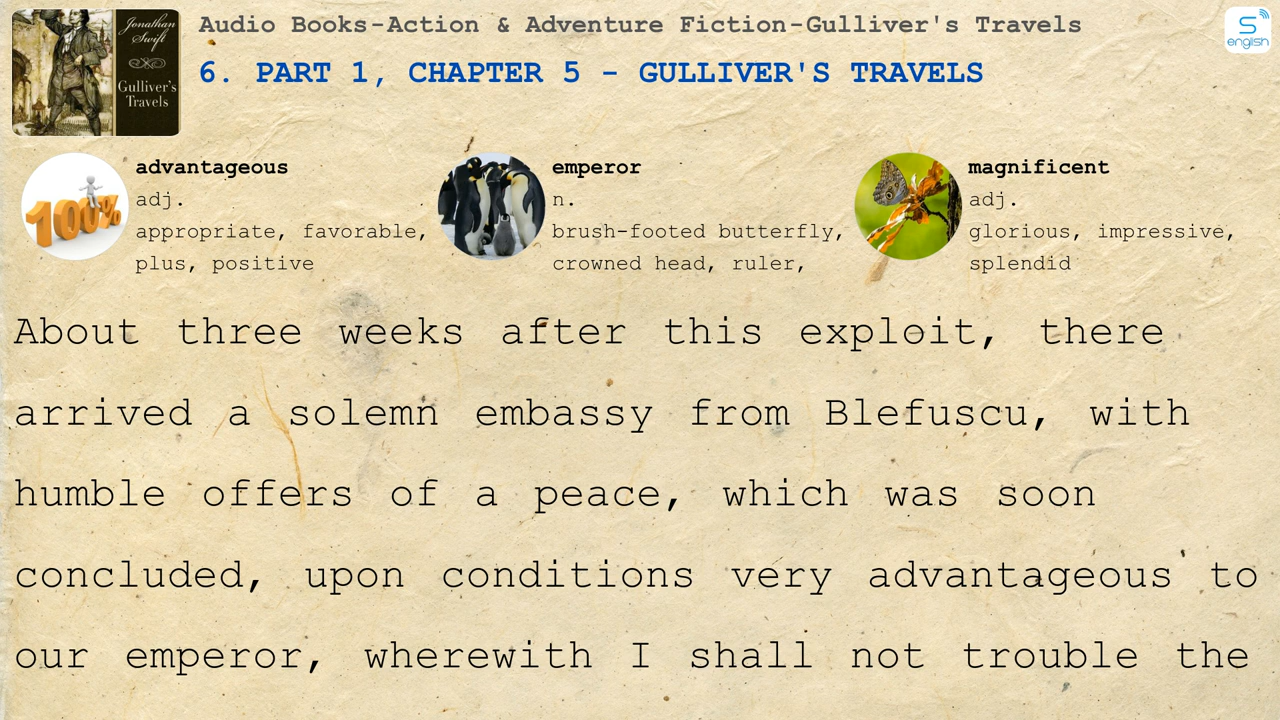 Jonathan
Swift
Gulliver's
Travels
Audio Books-Action & Adventure Fiction-Gulliver's Travels
6. PART 1, CHAPTER 5 - GULLIVER'S TRAVELS
S
english
100%
advantageous
adj.
appropriate, favorable,
plus, positive
emperor
n.
brush-footed butterfly,
crowned head, ruler,
magnificent
adj.
glorious, impressive,
splendid
About three weeks after this exploit, there
arrived a solemn embassy from Blefuscu, with
humble offers of a peace, which was soon
concluded, upon conditions very advantageous to
our emperor, wherewith I shall not trouble the